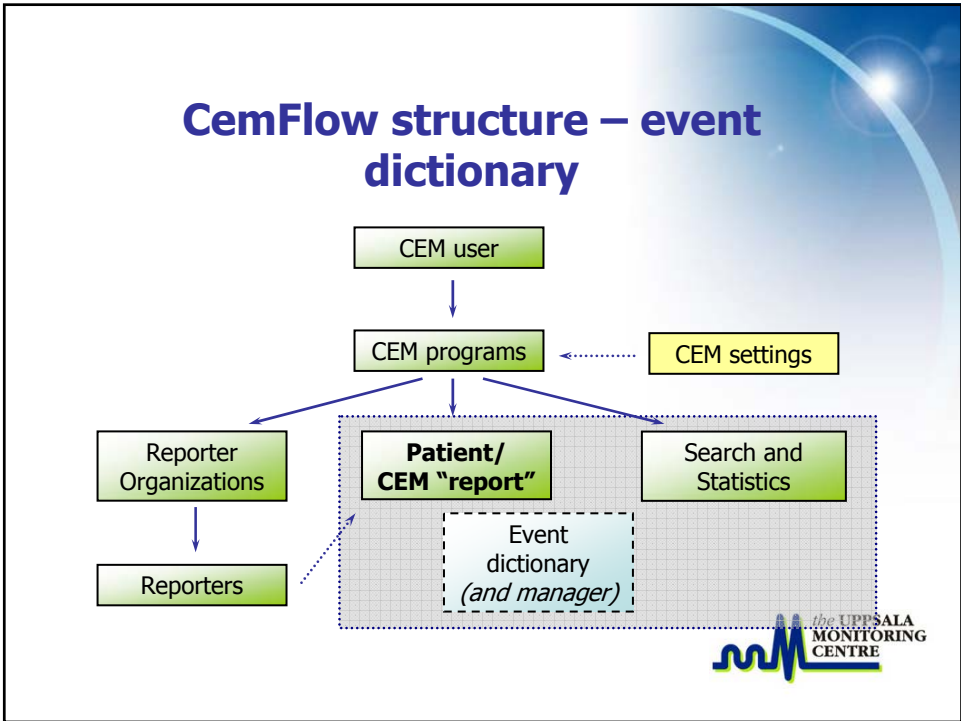 CemFlow structure – event
dictionary
CEM user
CEM programs
CEM settings
Reporter
Organizations
Patient/
CEM “report”
Search and
Statistics
Event
dictionary
(and manager)
Reporters
the UPPSALA
MONITORING
CENTRE